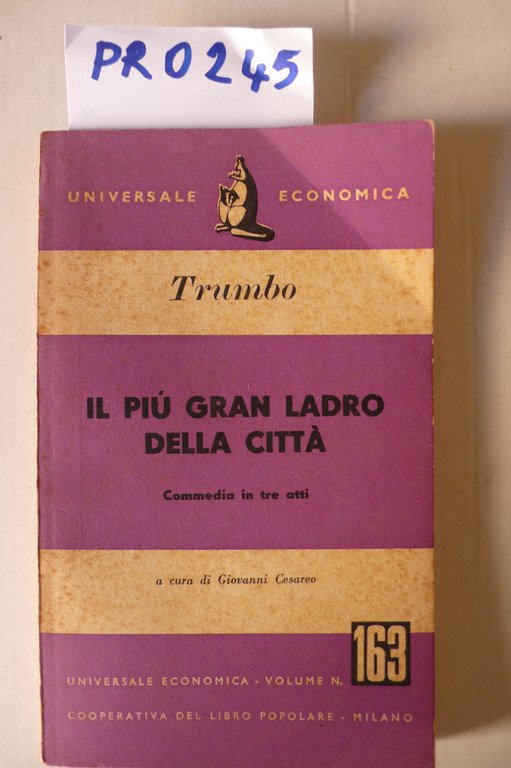 PR0245
UNIVERSALE ECONOMICA
Trumbo
IL PIÚ GRAN LADRO
DELLA CITTÀ
Commedia in tre atti
a cura di Giovanni Cesareo
163
UNIVERSALE ECONOMICA - VOLUME N.
COOPERATIVA DEL LIBRO POPOLARE - MILANO